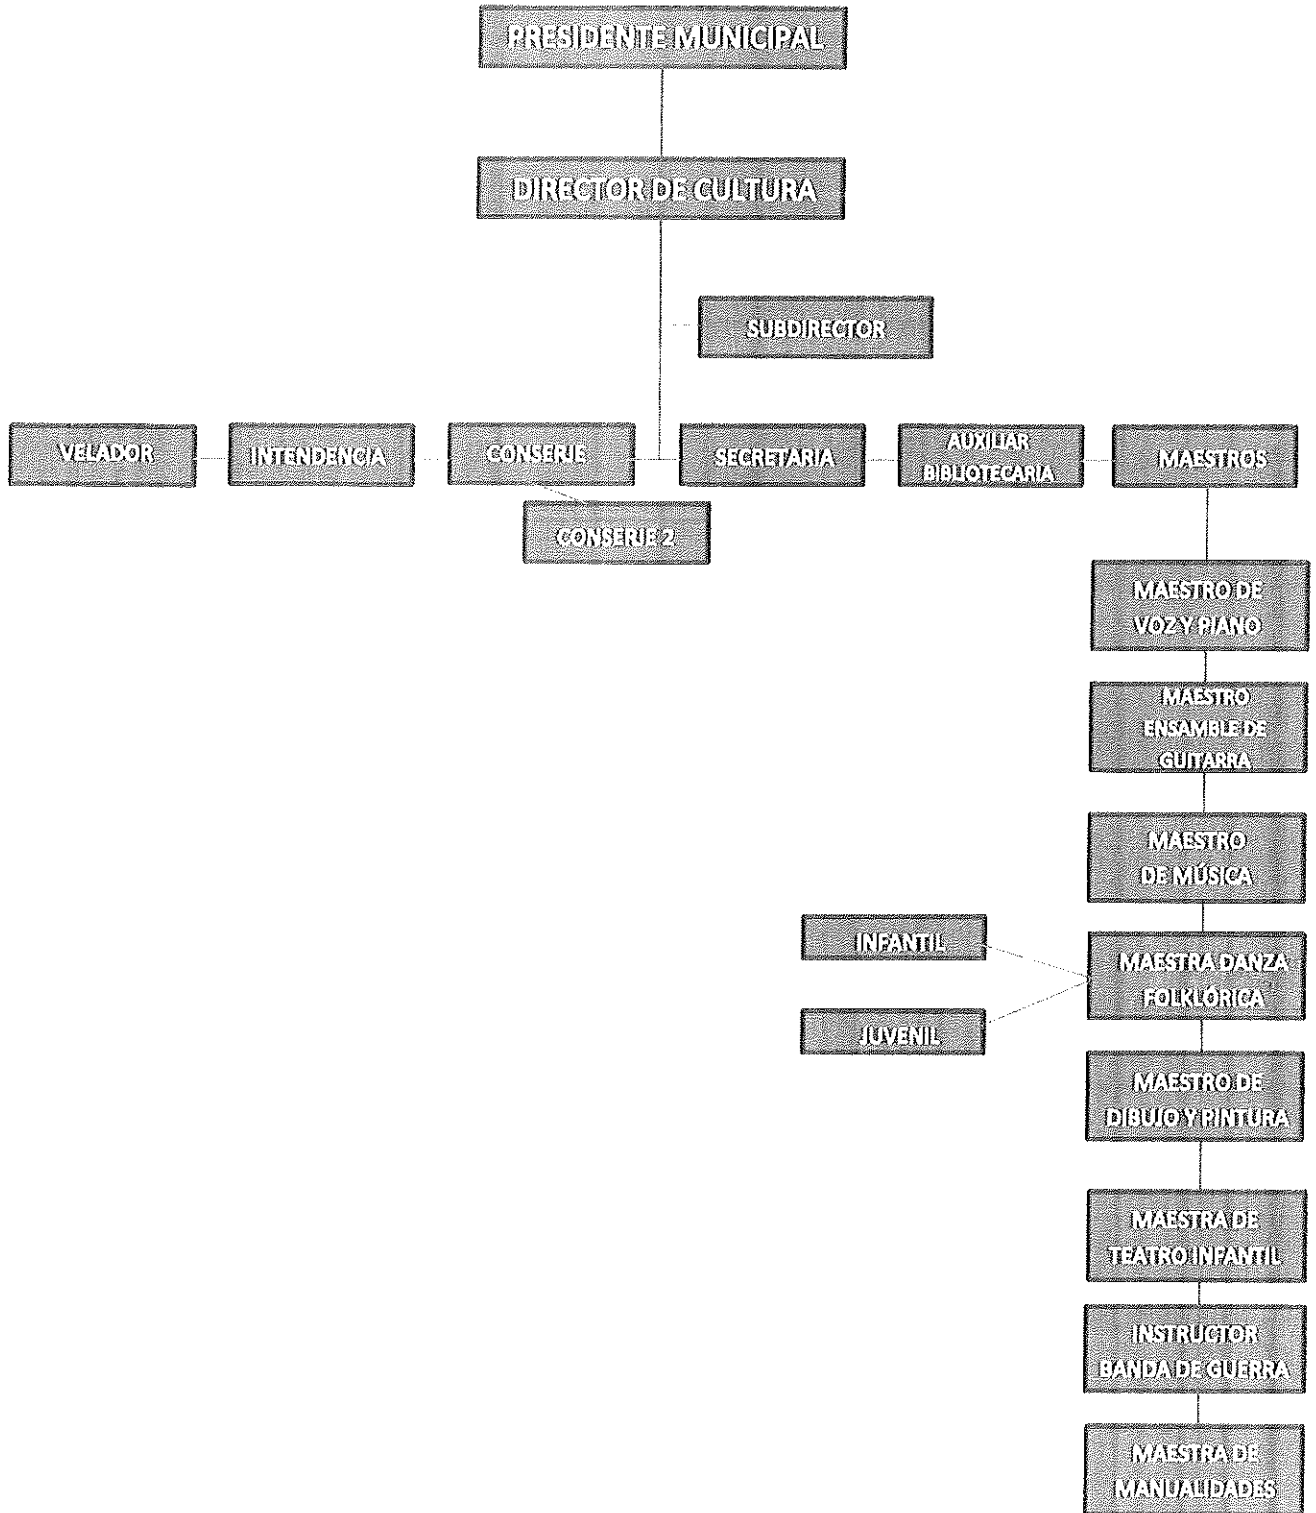 PRESIDENTE MUNICIPAL
DIRECTOR DE CULTURA
SUBDIRECTOR
VELADOR
INTENDENCIA
CONSERJE
SECRETARIA
AUXILIAR
BIBLIOTECARIA
MAESTROS
CONSERJE 2
MAESTRO DE
VOZ Y PIANO
MAESTRO
ENSAMBLE DE
GUITARRA
MAESTRO
DE MÚSICA
INFANTIL
MAESTRA DANZA
FOLKLÓRICA
JUVENIL
MAESTRO DE
DIBUJO Y PINTURA
MAESTRA DE
TEATRO INFANTIL
INSTRUCTOR
BANDA DE GUERRA
MAESTRA DE
MANUALIDADES